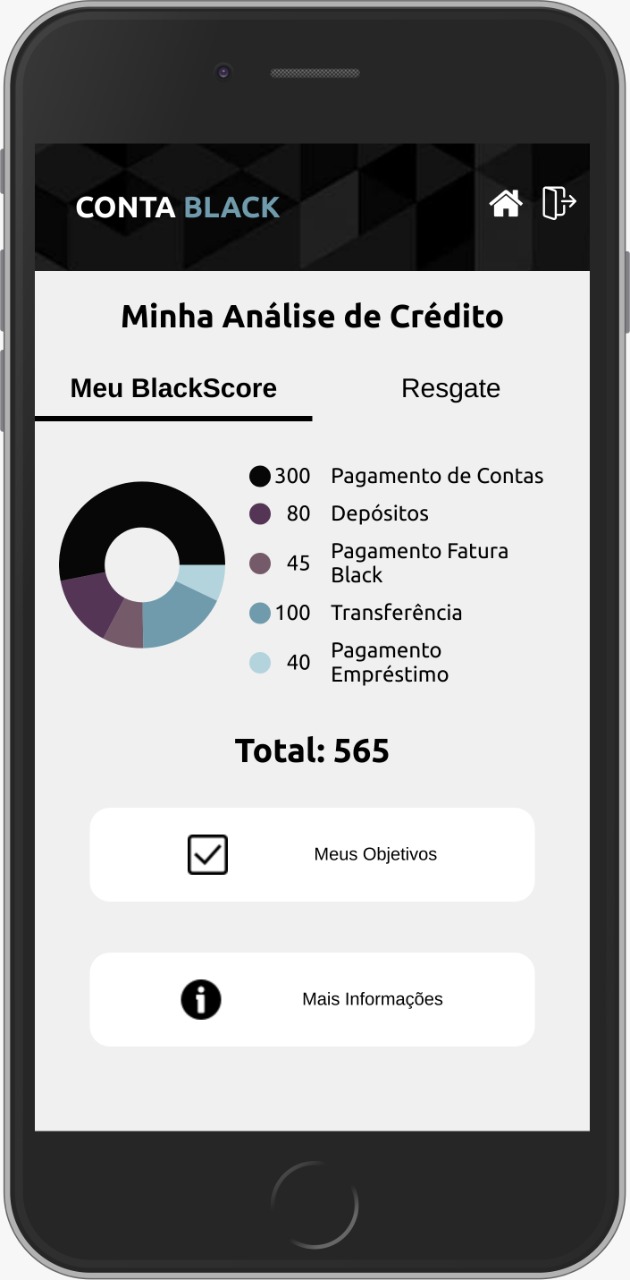 CONTA BLACK
Minha Análise de Crédito
Meu BlackScore
Resgate
300 Pagamento de Contas
80 Depósitos
45 Pagamento Fatura
Black
100 Transferência
40 Pagamento
Empréstimo
Total: 565
Meus Objetivos
Mais Informações